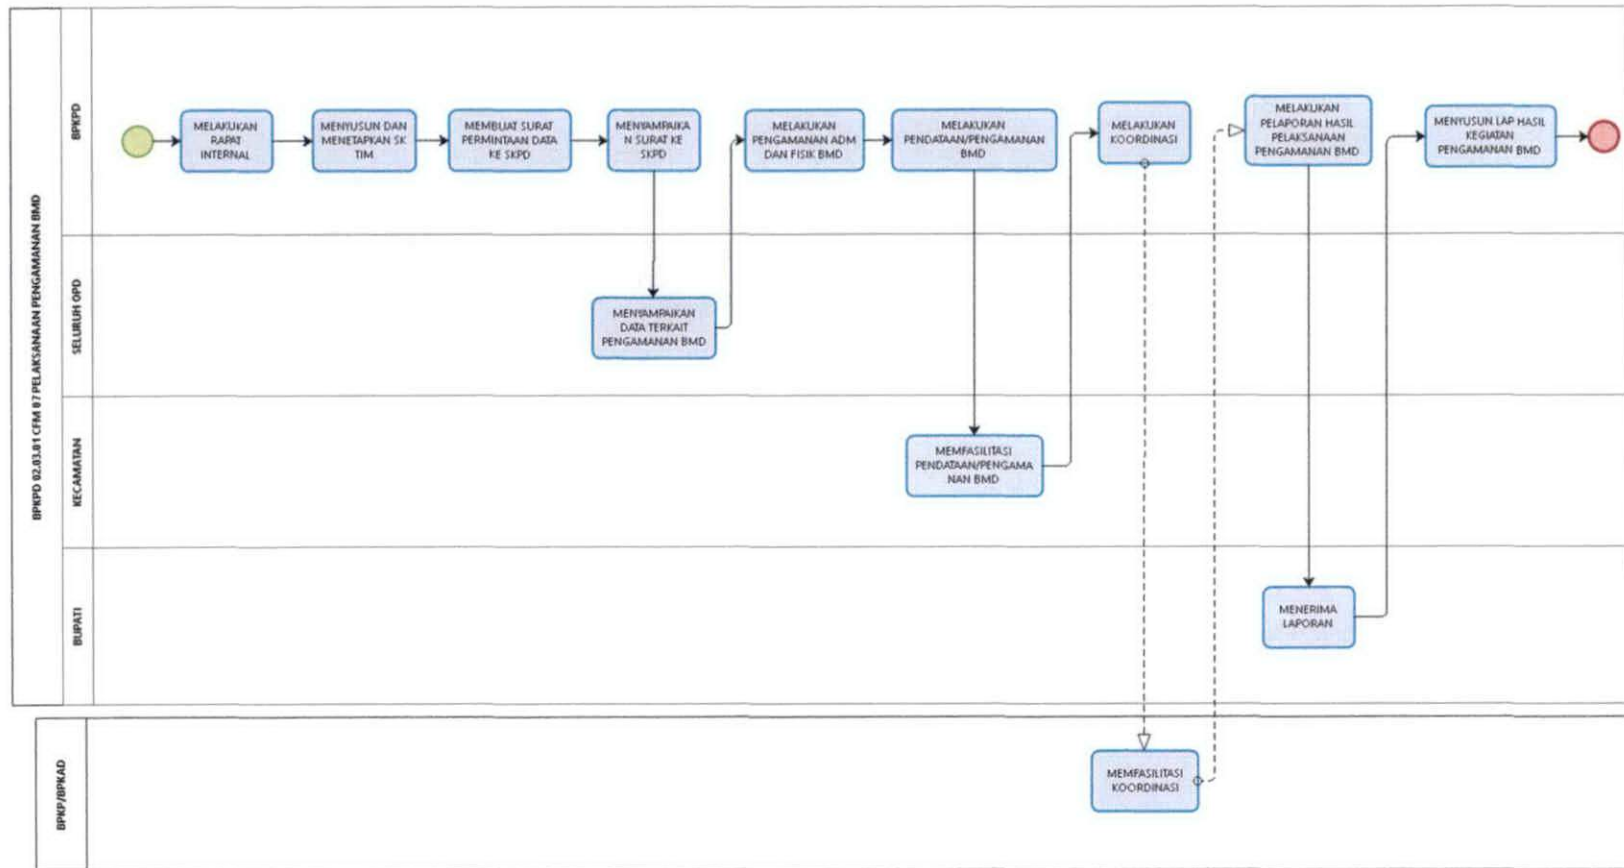 BPKPD 02.03.01 CFM 07 PELAKSANAAN PENGAMANAN BMD
BPKPD
MELAKUKAN
RAPAT
INTERNAL
MENYUSUN DAN
MENETAPKAN SK
TIM
MEMBUAT SURAT
PERMINTAAN DATA
KE SKPD
MENYAMPAIKA
N SURAT KE
SKPD
MELAKUKAN
PENGAMANAN ADM
DAN FISIK BMD
MELAKUKAN
PENDATAAN/PENGAMANAN
BMD
MELAKUKAN
KOORDINASI
MELAKUKAN
PELAPORAN HASIL
PELAKSANAAN
PENGAMANAN BMD
MENYUSUN LAP HASIL
KEGIATAN
PENGAMANAN BMD
SELURUH OPD
MENYAMPAIKAN
DATA TERKAIT
PENGAMANAN BMD
KECAMATAN
MEMFASILITASI
PENDATAAN/PENGAMA
NAN BMD
BUPATI
MENERIMA
LAPORAN
BPKP/BPKAD
MEMFASILITASI
KOORDINASI